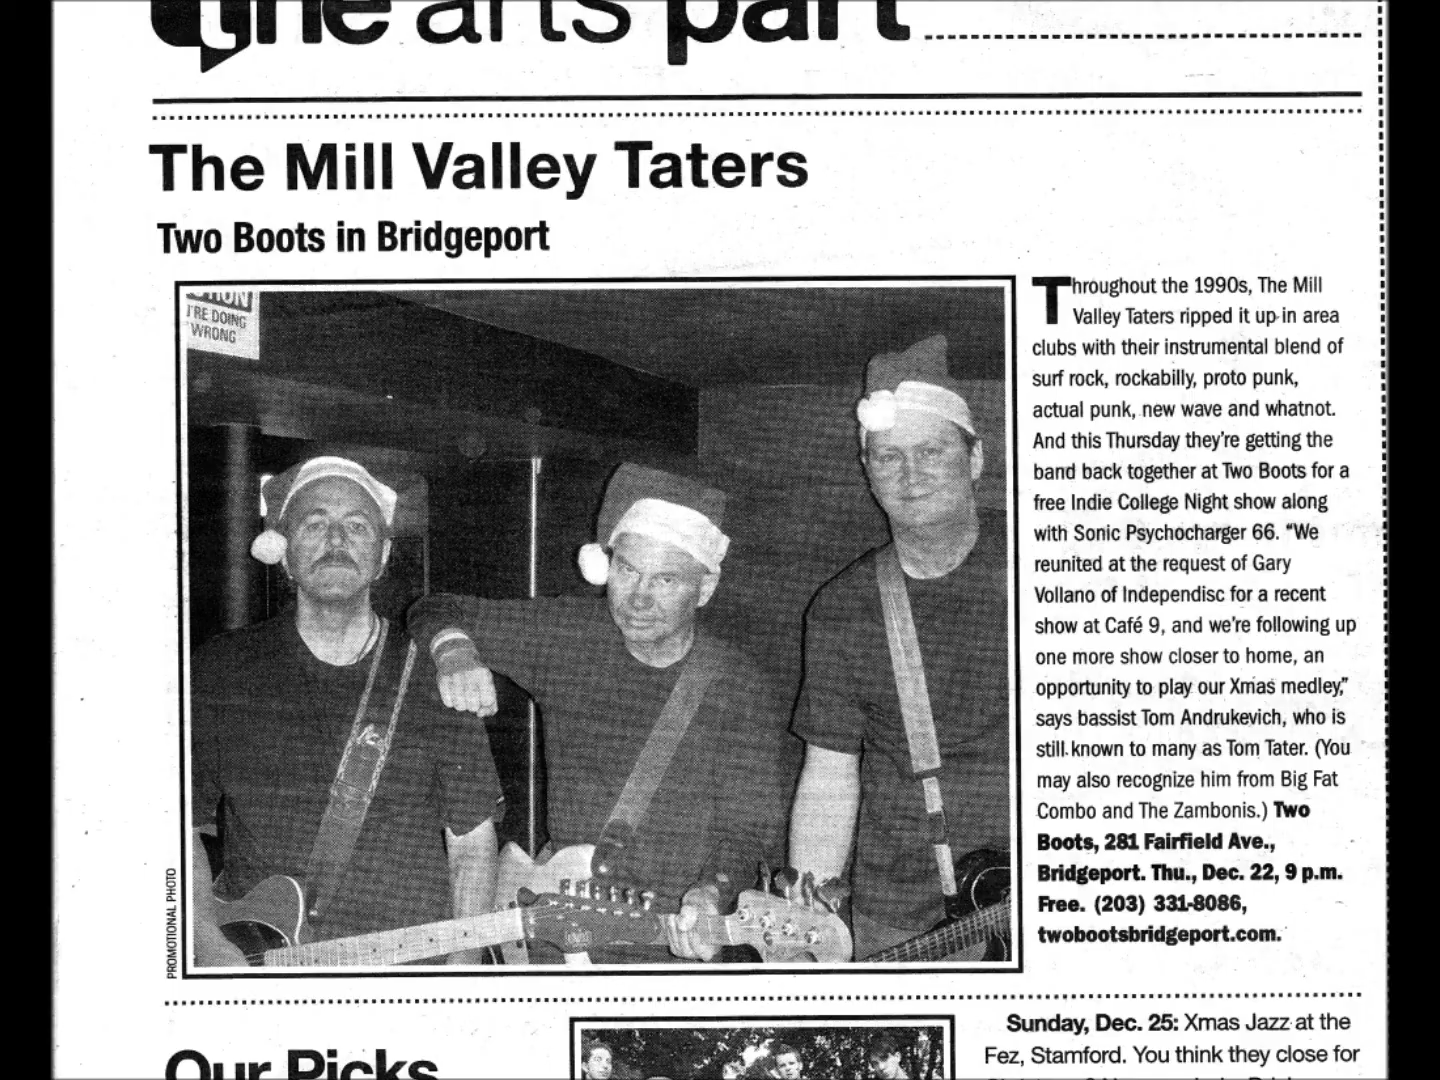 the arts part
The Mill Valley Taters
Two Boots in Bridgeport
'RE DOING
WRONG
PROMOTIONAL PHOTO
Throughout the 1990s, The Mill
Valley Taters ripped it up in area
clubs with their instrumental blend of
surf rock, rockabilly, proto punk,
actual punk, new wave and whatnot.
And this Thursday they're getting the
band back together at Two Boots for a
free Indie College Night show along
with Sonic Psychocharger 66. "We
reunited at the request of Gary
Vollano of Independisc for a recent
show at Café 9, and we're following up
one more show closer to home, an
opportunity to play our Xmas medley,"
says bassist Tom Andrukevich, who is
still known to many as Tom Tater. (You
may also recognize him from Big Fat
Combo and The Zambonis.) Two
Boots, 281 Fairfield Ave.,
Bridgeport. Thu., Dec. 22, 9 p.m.
Free. (203) 331-8086,
twobootsbridgeport.com.
Our Picks
Sunday, Dec. 25: Xmas Jazz at the
Fez, Stamford. You think they close for